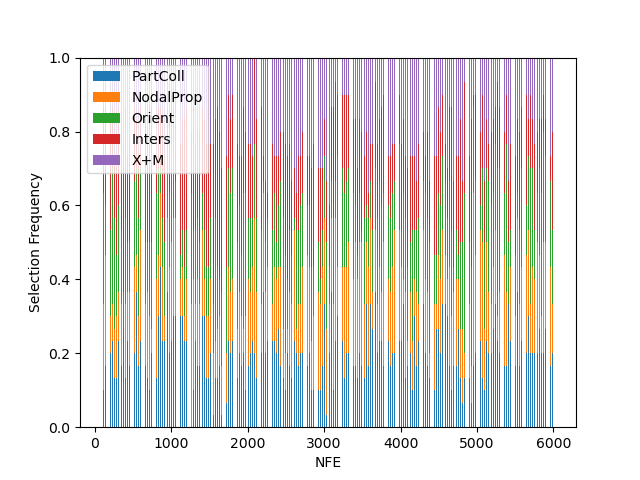 1.0
0.8
0.6
0.4
0.2
0.0
Selection Frequency
PartColl
NodalProp
Orient
Inters
X+M
0 1000 2000 3000 4000 5000 6000
NFE